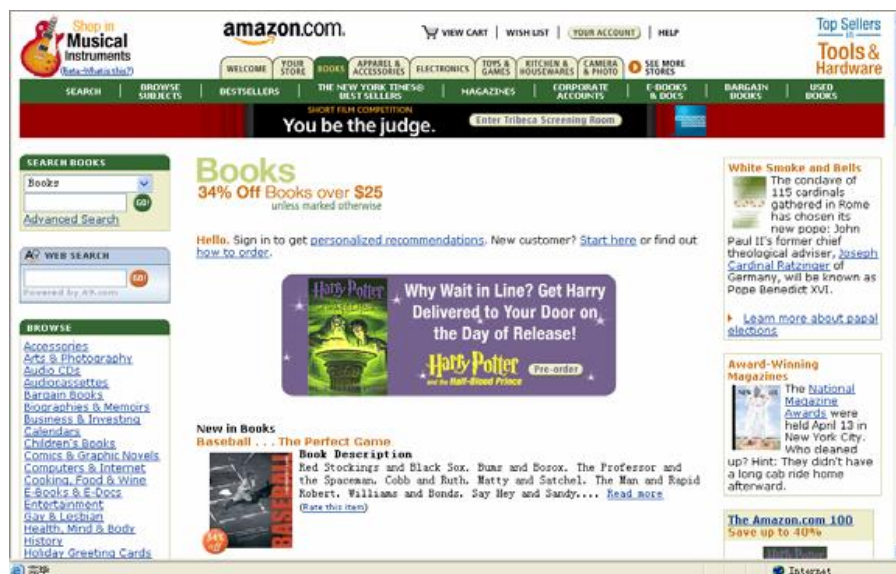 Shop in
Musical
Instruments
(Beta-What is this?)
amazon.com.
VIEW CART | WISH LIST | YOUR ACCOUNT | HELP
Top Sellers
in
Tools &
Hardware
WELCOME
YOUR STORE
BOOKS
APPAREL & ACCESSORIES
ELECTRONICS
TOYS & GAMES
KITCHEN & HOUSEWARES
CAMERA & PHOTO
SEE MORE STORES
SEARCH
BROWSE SUBJECTS
BESTSELLERS
THE NEW YORK TIMES® BEST SELLERS
MAGAZINES
CORPORATE ACCOUNTS
E-BOOKS & DOCS
BARGAIN BOOKS
USED BOOKS
SHORT FILM COMPETITION
You be the judge.
Enter Tribeca Screening Room
SEARCH BOOKS
Books
GO!
Advanced Search
A9 WEB SEARCH
GO!
Powered by A9.com
BROWSE
Accessories
Arts & Photography
Audio CDs
Audiocassettes
Bargain Books
Biographies & Memoirs
Business & Investing
Calendars
Children's Books
Comics & Graphic Novels
Computers & Internet
Cooking, Food & Wine
E-Books & E-Docs
Entertainment
Gay & Lesbian
Health, Mind & Body
History
Holiday Greeting Cards
Books
34% Off Books over $25
unless marked otherwise
Hello. Sign in to get personalized recommendations. New customer? Start here or find out
how to order.
Harry Potter
Why Wait in Line? Get Harry
Delivered to Your Door on
the Day of Release!
Harry Potter
and the Half-Blood Prince
Pre-order
New in Books
Baseball . . . The Perfect Game
BASEBALL
34% off
Book Description
Red Stockings and Black Sox. Bums and Bosox. The Professor and
the Spaceman. Cobb and Ruth. Matty and Satchel. The Man and Rapid
Robert. Williams and Bonds. Say Hey and Sandy.... Read more
(Rate this item)
White Smoke and Bells
The conclave of
115 cardinals
gathered in Rome
has chosen its
new pope: John
Paul II's former chief
theological adviser, Joseph
Cardinal Ratzinger of
Germany, will be known as
Pope Benedict XVI.
Learn more about papal
elections
Award-Winning
Magazines
The National
Magazine
Awards were
held April 13 in
New York City.
Who cleaned
up? Hint: They didn't have
a long cab ride home
afterward.
The Amazon.com 100
Save up to 40%
完毕
Internet